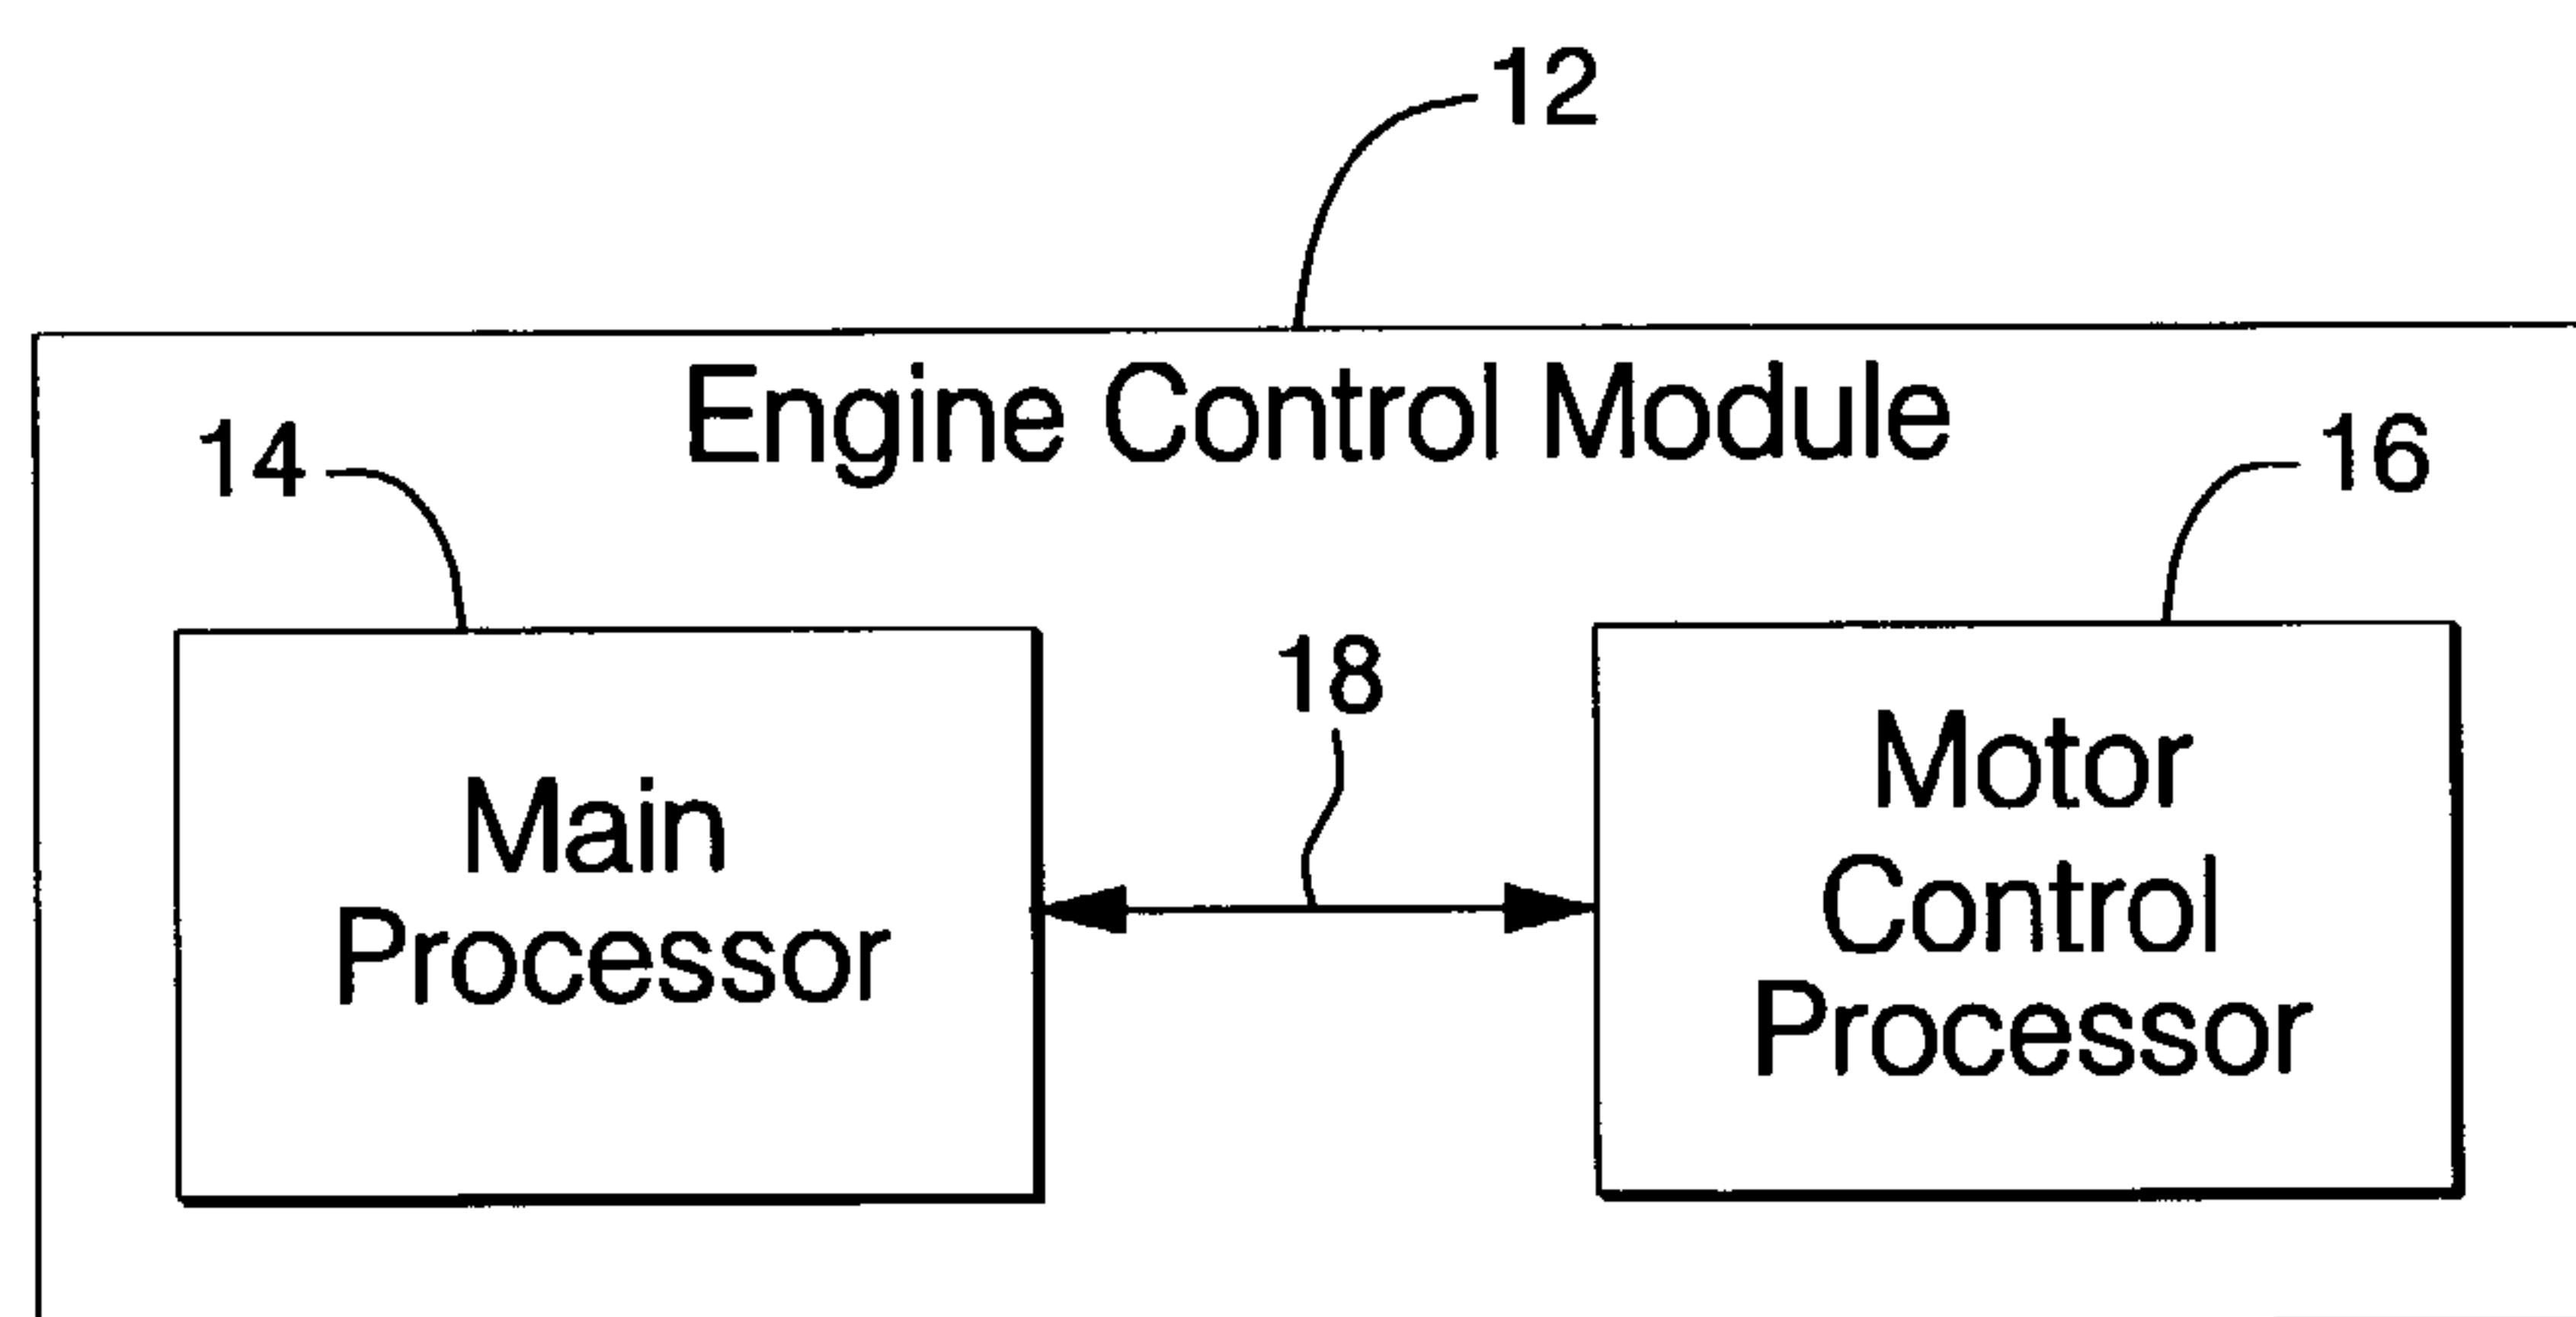 12
Engine Control Module
14
16
18
Main
Processor
Motor
Control
Processor